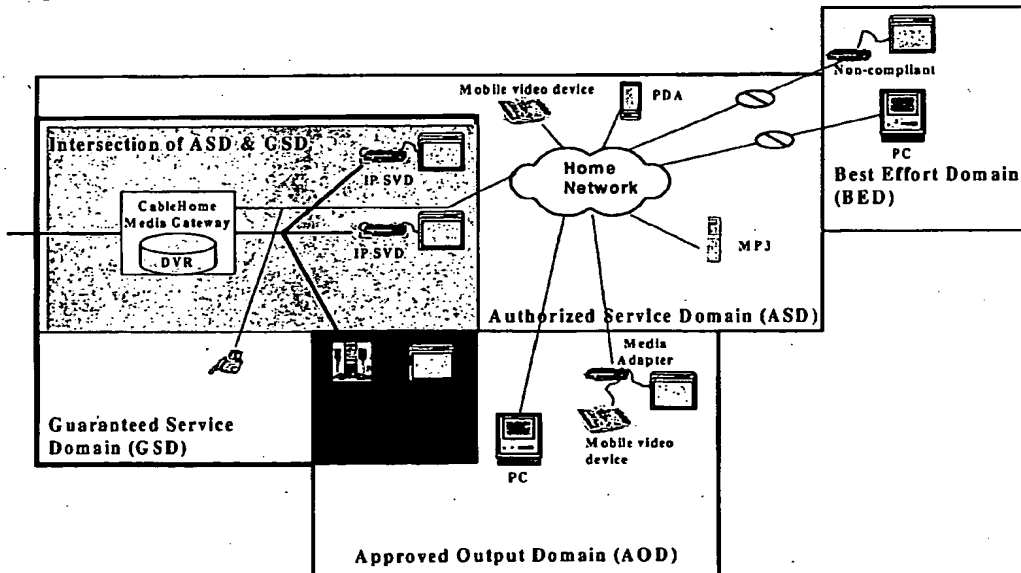 Non-compliant
PC
Best Effort Domain
(BED)
Mobile video device
PDA
Home
Network
MP3
Authorized Service Domain (ASD)
Intersection of ASD & GSD
IP SVD
CableHome
Media Gateway
DVR
IP SVD
Guaranteed Service
Domain (GSD)
Media
Adapter
Mobile video
device
PC
Approved Output Domain (AOD)